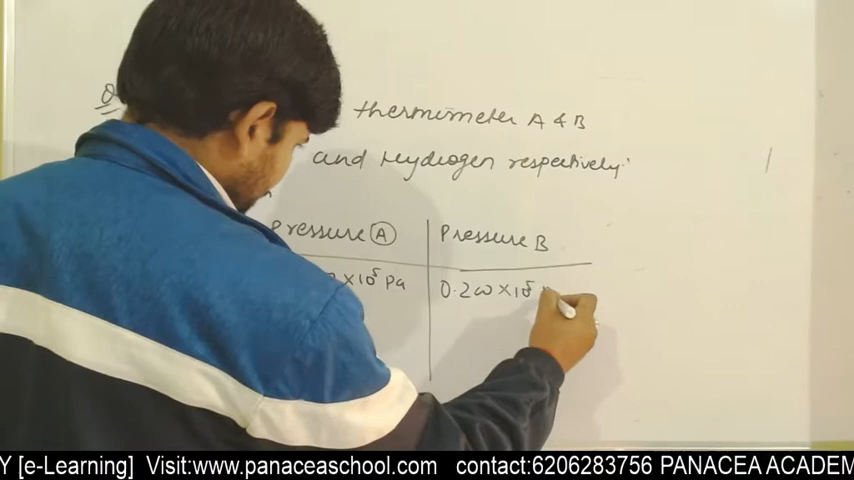 thermometer A & B
and Hydrogen respectively:
Pressure A Pressure B
×10⁵ Pa 0.200×10⁵
Y [e-Learning] Visit:www.panaceaschool.com contact:6206283756 PANACEA ACADEM